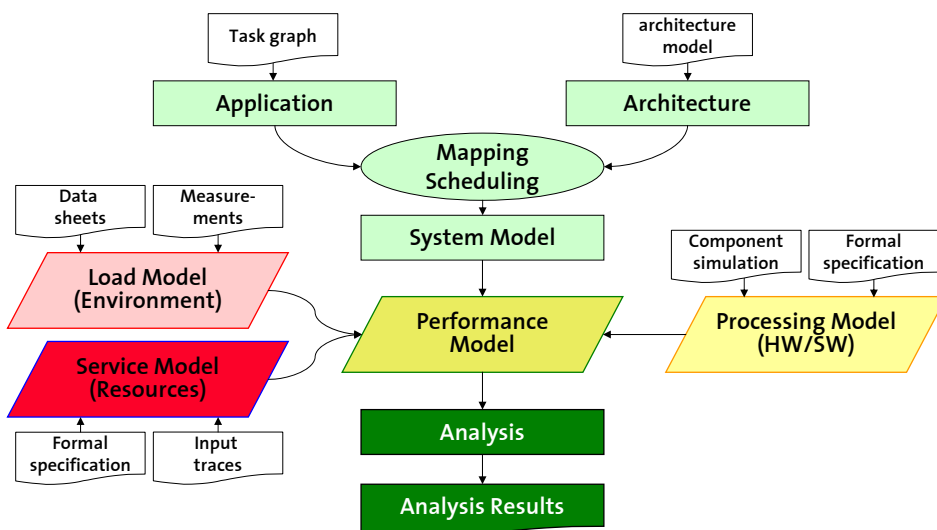 Task graph
architecture
model
Application
Architecture
Mapping
Scheduling
Data
sheets
Measure-
ments
System Model
Component
simulation
Formal
specification
Load Model
(Environment)
Performance
Model
Processing Model
(HW/SW)
Service Model
(Resources)
Formal
specification
Input
traces
Analysis
Analysis Results